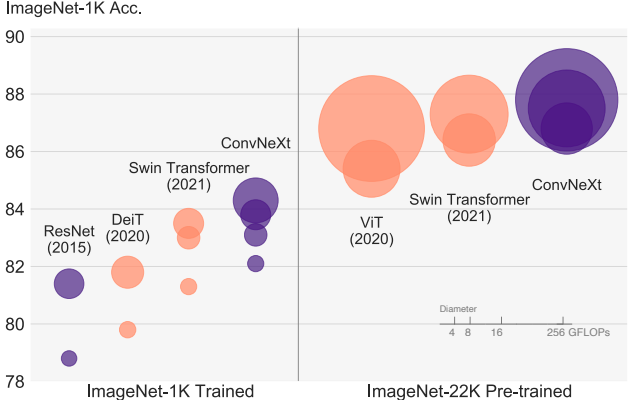 ImageNet-1K Acc.
90
88
86
84
82
80
78
ResNet
(2015)
DeiT
(2020)
Swin Transformer
(2021)
ConvNeXt
ViT
(2020)
Swin Transformer
(2021)
ConvNeXt
Diameter
4 8 16 256 GFLOPs
ImageNet-1K Trained
ImageNet-22K Pre-trained